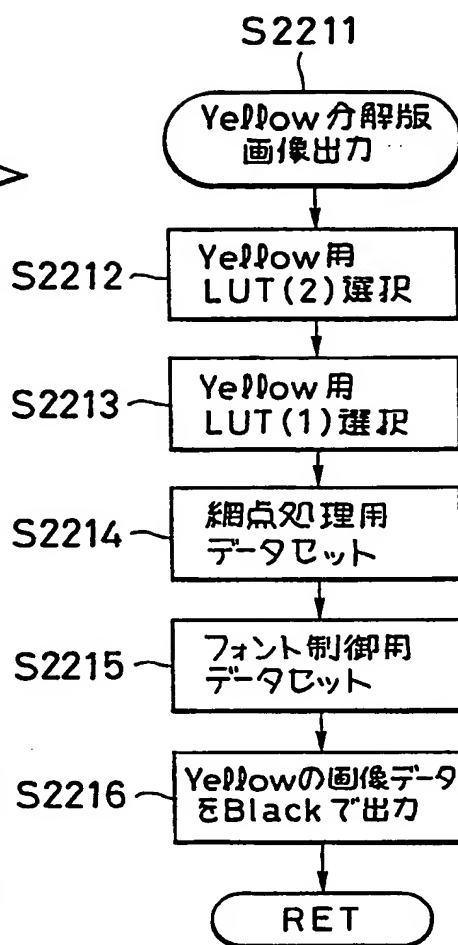 S2211
Yellow分解版
画像出力
S2212
Yellow用
LUT(2)選択
S2213
Yellow用
LUT(1)選択
S2214
網点処理用
データセット
S2215
フォント制御用
データセット
S2216
Yellowの画像データ
をBlackで出力
RET